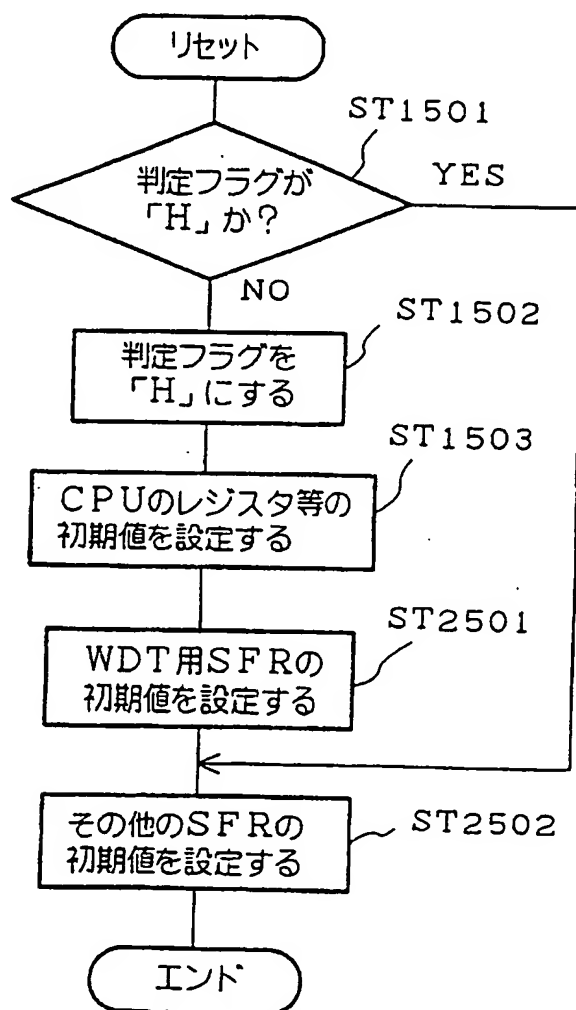 リセット
ST1501
判定フラグが
「H」か?
YES
NO
ST1502
判定フラグを
「H」にする
ST1503
CPUのレジスタ等の
初期値を設定する
ST2501
WDT用SFRの
初期値を設定する
その他のSFRの
初期値を設定する
ST2502
エンド